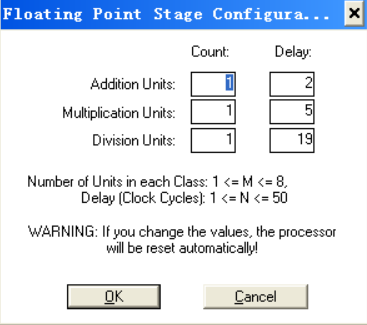 Floating Point Stage Configura...
Count: Delay:
Addition Units: 1 2
Multiplication Units: 1 5
Division Units: 1 19
Number of Units in each Class: 1 <= M <= 8,
Delay (Clock Cycles): 1 <= N <= 50
WARNING: If you change the values, the processor
will be reset automatically!
OK Cancel